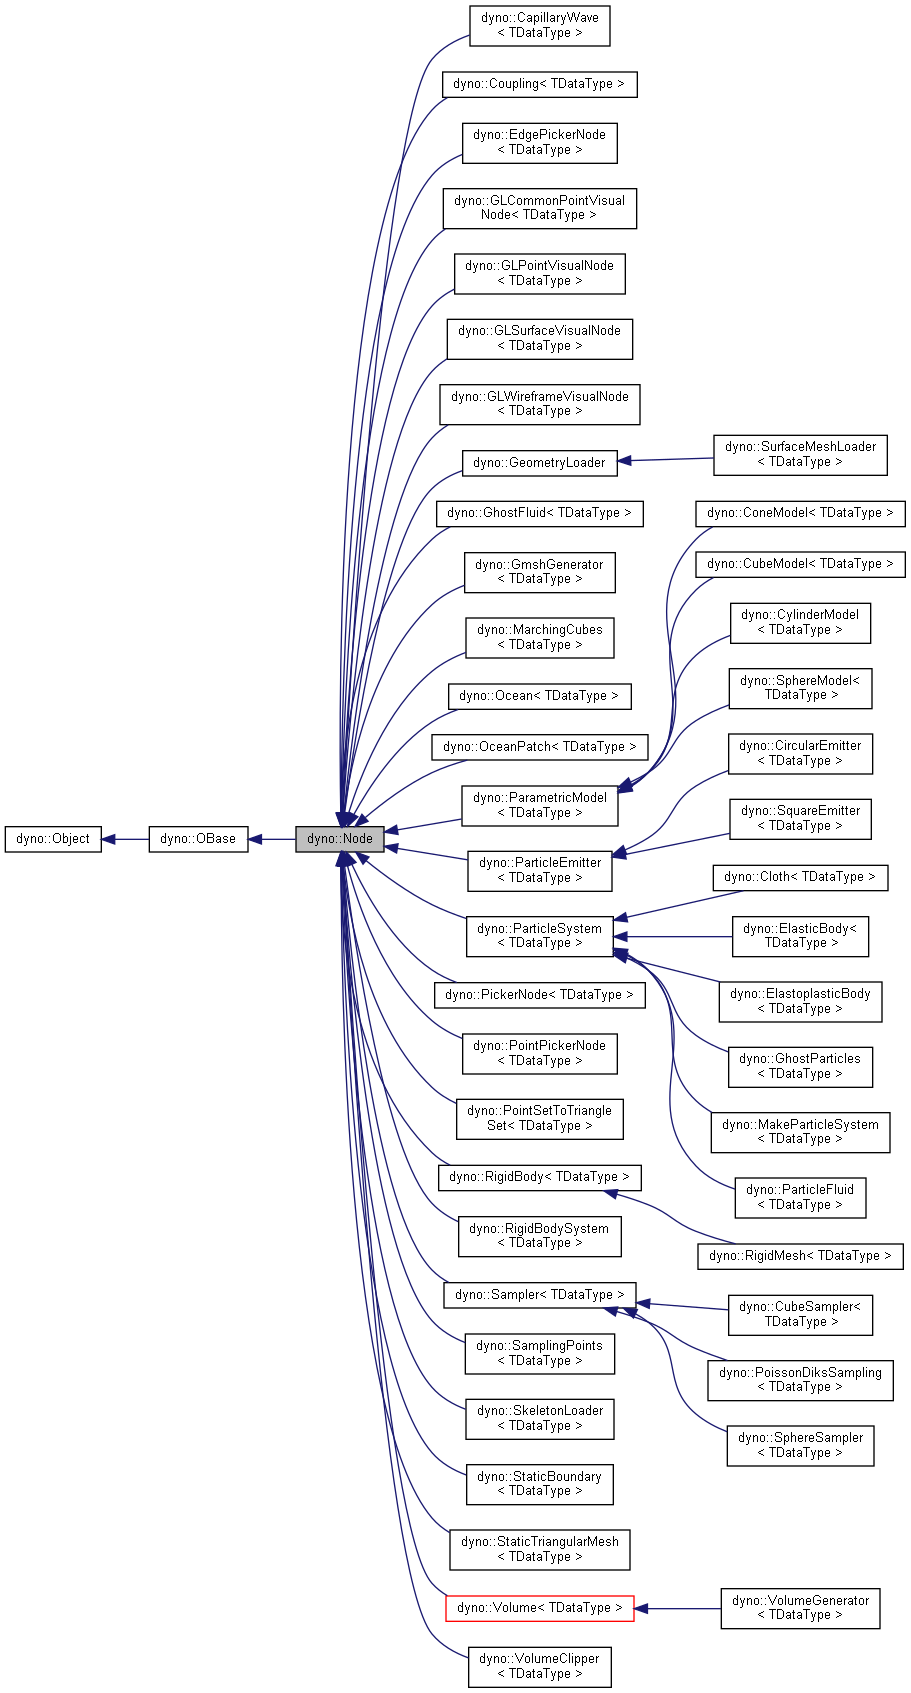 dyno::CapillaryWave
< TDataType >
dyno::Coupling< TDataType >
dyno::EdgePickerNode
< TDataType >
dyno::GLCommonPointVisual
Node< TDataType >
dyno::GLPointVisualNode
< TDataType >
dyno::GLSurfaceVisualNode
< TDataType >
dyno::GLWireframeVisualNode
< TDataType >
dyno::GeometryLoader
dyno::SurfaceMeshLoader
< TDataType >
dyno::GhostFluid< TDataType >
dyno::ConeModel< TDataType >
dyno::GmshGenerator
< TDataType >
dyno::CubeModel< TDataType >
dyno::MarchingCubes
< TDataType >
dyno::CylinderModel
< TDataType >
dyno::Ocean< TDataType >
dyno::SphereModel<
TDataType >
dyno::OceanPatch< TDataType >
dyno::CircularEmitter
< TDataType >
dyno::ParametricModel
< TDataType >
dyno::SquareEmitter
< TDataType >
dyno::Object
dyno::OBase
dyno::Node
dyno::ParticleEmitter
< TDataType >
dyno::Cloth< TDataType >
dyno::ParticleSystem
< TDataType >
dyno::ElasticBody<
TDataType >
dyno::PickerNode< TDataType >
dyno::ElastoplasticBody
< TDataType >
dyno::PointPickerNode
< TDataType >
dyno::GhostParticles
< TDataType >
dyno::PointSetToTriangle
Set< TDataType >
dyno::MakeParticleSystem
< TDataType >
dyno::RigidBody< TDataType >
dyno::ParticleFluid
< TDataType >
dyno::RigidBodySystem
< TDataType >
dyno::RigidMesh< TDataType >
dyno::Sampler< TDataType >
dyno::CubeSampler<
TDataType >
dyno::SamplingPoints
< TDataType >
dyno::PoissonDiksSampling
< TDataType >
dyno::SkeletonLoader
< TDataType >
dyno::SphereSampler
< TDataType >
dyno::StaticBoundary
< TDataType >
dyno::StaticTriangularMesh
< TDataType >
dyno::Volume< TDataType >
dyno::VolumeGenerator
< TDataType >
dyno::VolumeClipper
< TDataType >